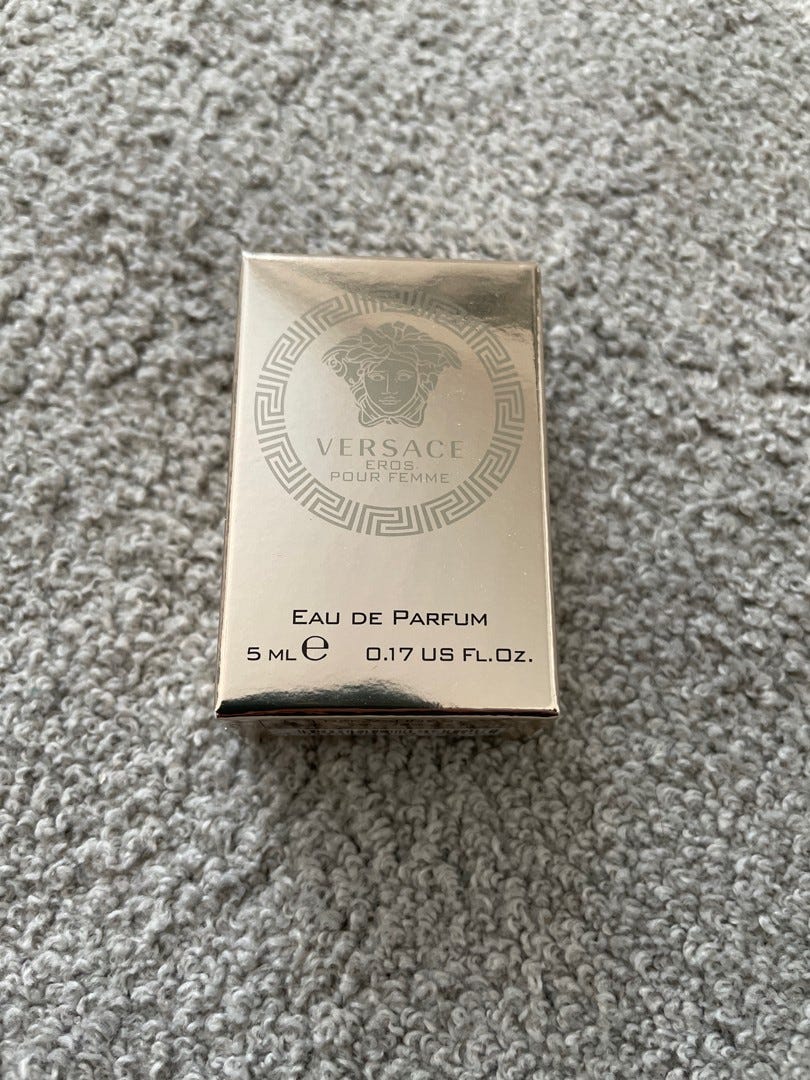 VERSACE
EROS
POUR FEMME
EAU DE PARFUM
5 ML ℮ 0.17 US FL.OZ.